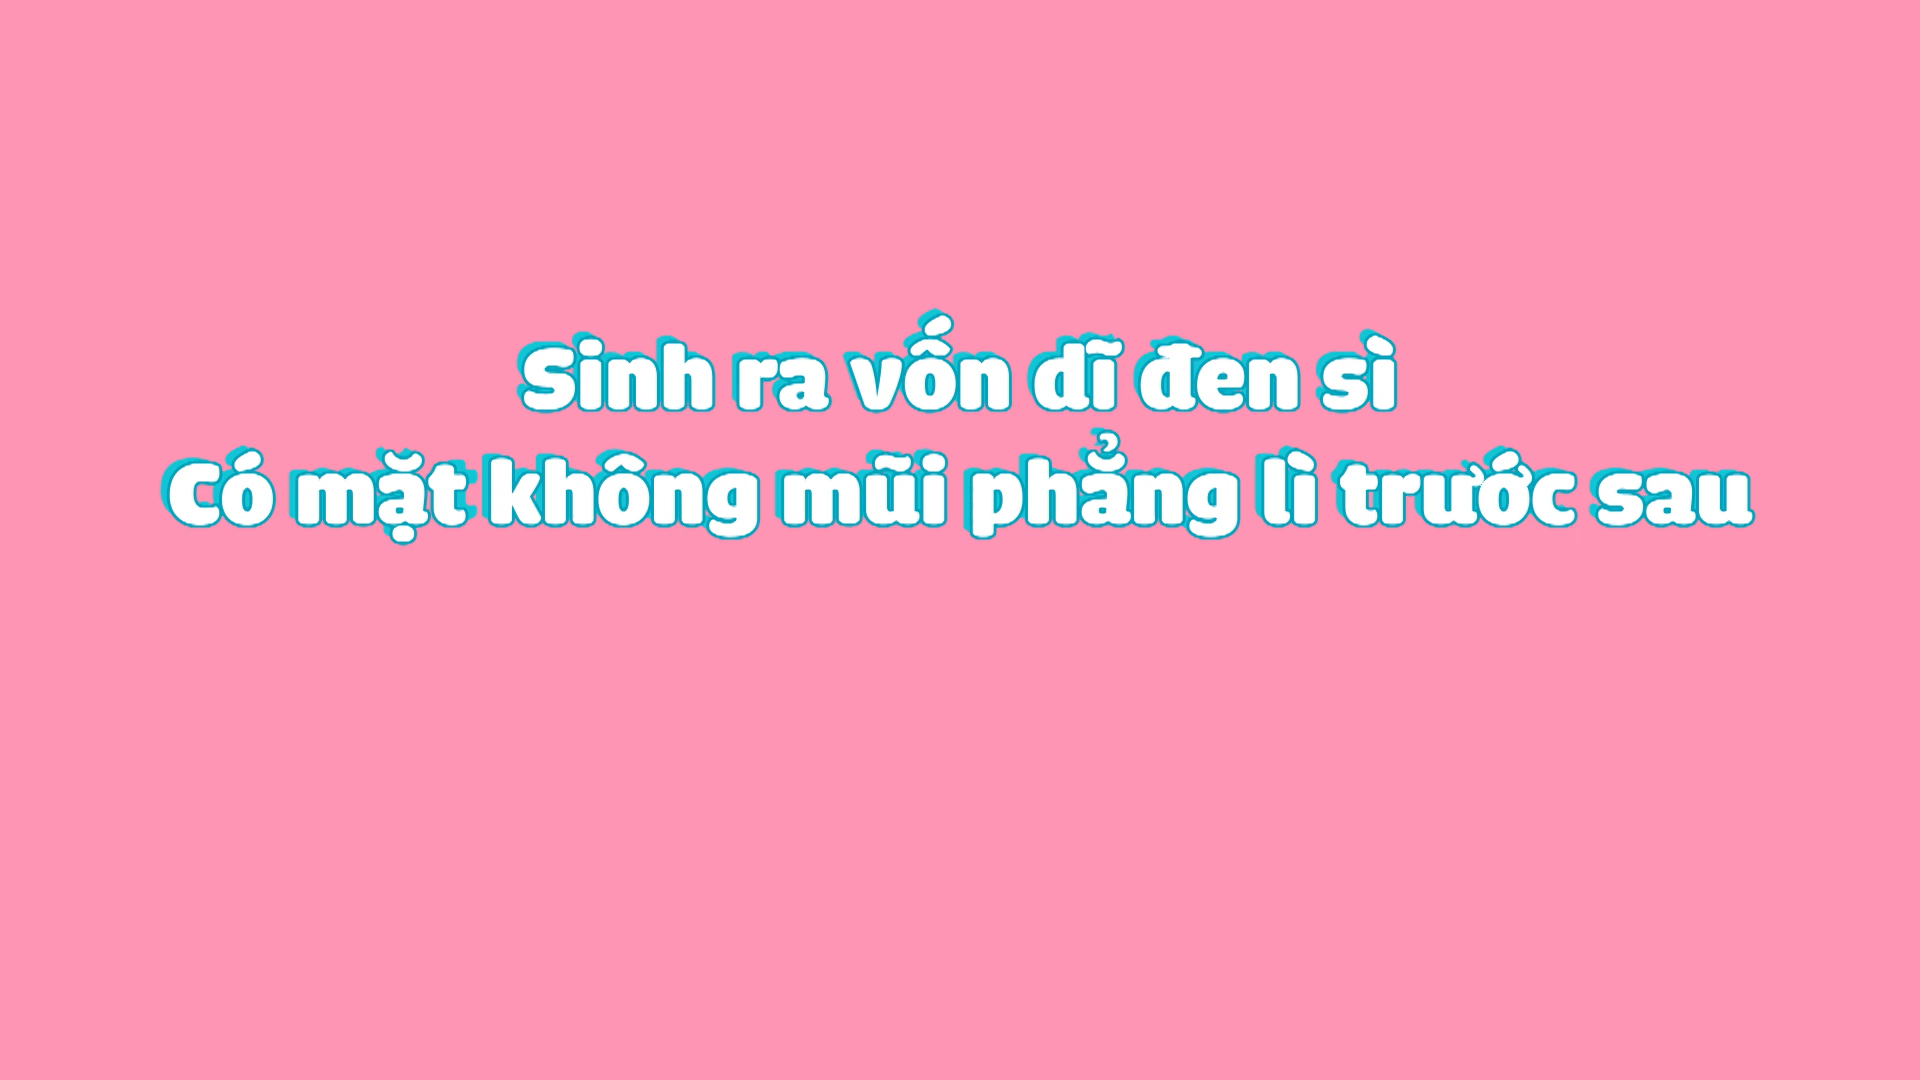 Sinh ra vốn dĩ đen sì
Có mặt không mũi phẳng lì trước sau